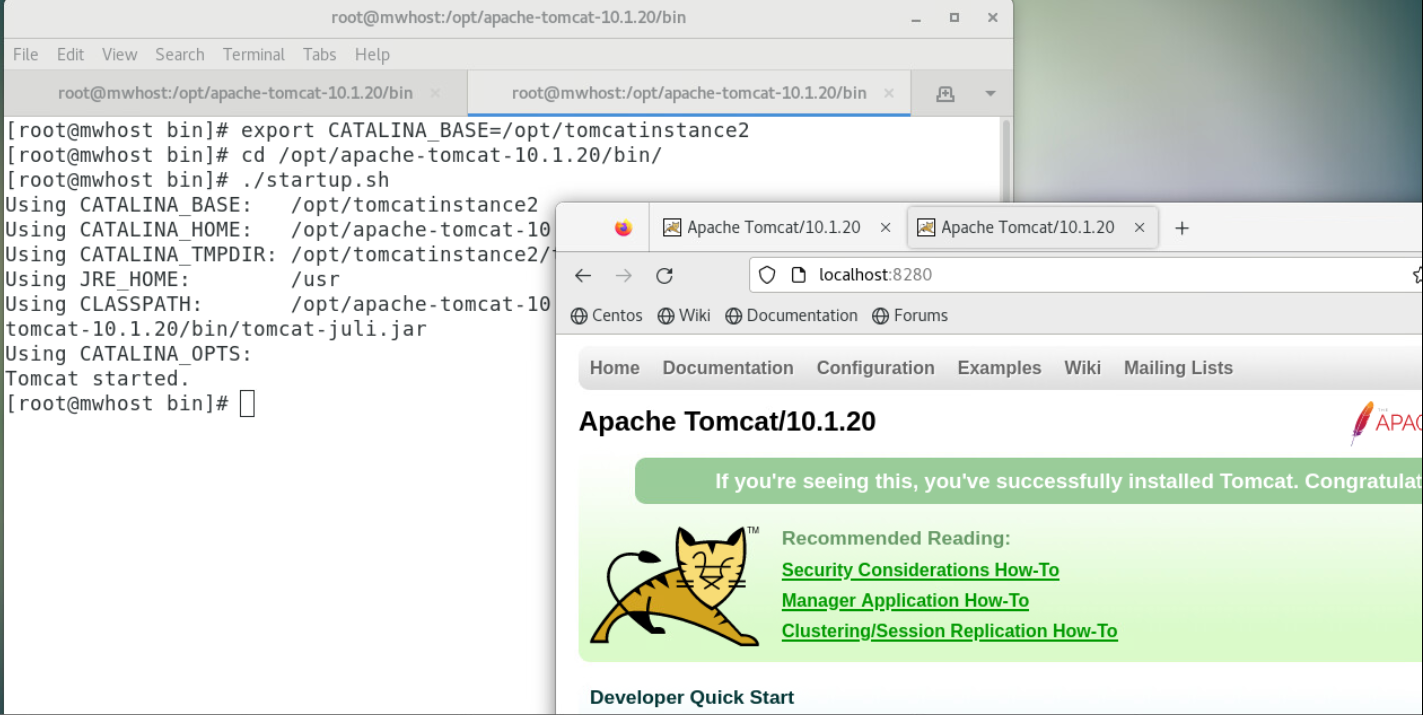 root@mwhost:/opt/apache-tomcat-10.1.20/bin
File Edit View Search Terminal Tabs Help
root@mwhost:/opt/apache-tomcat-10.1.20/bin
root@mwhost:/opt/apache-tomcat-10.1.20/bin
[root@mwhost bin]# export CATALINA_BASE=/opt/tomcatinstance2
[root@mwhost bin]# cd /opt/apache-tomcat-10.1.20/bin/
[root@mwhost bin]# ./startup.sh
Using CATALINA_BASE:   /opt/tomcatinstance2
Using CATALINA_HOME:   /opt/apache-tomcat-10
Using CATALINA_TMPDIR: /opt/tomcatinstance2/
Using JRE_HOME:        /usr
Using CLASSPATH:       /opt/apache-tomcat-10
tomcat-10.1.20/bin/tomcat-juli.jar
Using CATALINA_OPTS:
Tomcat started.
[root@mwhost bin]#
Apache Tomcat/10.1.20
Apache Tomcat/10.1.20
localhost:8280
Centos Wiki Documentation Forums
Home Documentation Configuration Examples Wiki Mailing Lists
Apache Tomcat/10.1.20
APAC
If you're seeing this, you've successfully installed Tomcat. Congratulat
TM
Recommended Reading:
Security Considerations How-To
Manager Application How-To
Clustering/Session Replication How-To
Developer Quick Start